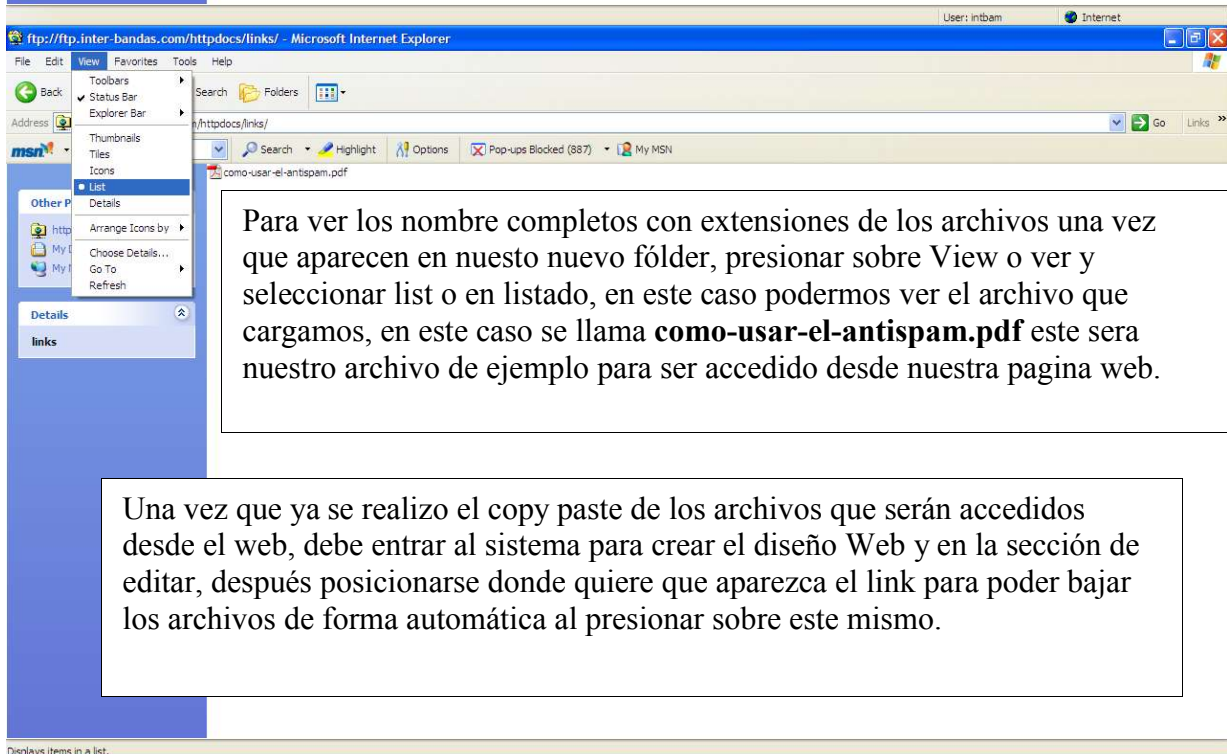 User: intbam Internet
ftp://ftp.inter-bandas.com/httpdocs/links/ - Microsoft Internet Explorer
File Edit View Favorites Tools Help
Back Search Folders
Toolbars
Status Bar
Explorer Bar
Thumbnails
Tiles
Icons
List
Details
Arrange Icons by
Choose Details...
Go To
Refresh
Address /httpdocs/links/ Go Links »
msn Search Highlight Options Pop-ups Blocked (887) My MSN
como-usar-el-antispam.pdf
Other P
http
My D
My N
Details
links
Para ver los nombre completos con extensiones de los archivos una vez
que aparecen en nuesto nuevo fólder, presionar sobre View o ver y
seleccionar list o en listado, en este caso podermos ver el archivo que
cargamos, en este caso se llama como-usar-el-antispam.pdf este sera
nuestro archivo de ejemplo para ser accedido desde nuestra pagina web.
Una vez que ya se realizo el copy paste de los archivos que serán accedidos
desde el web, debe entrar al sistema para crear el diseño Web y en la sección de
editar, después posicionarse donde quiere que aparezca el link para poder bajar
los archivos de forma automática al presionar sobre este mismo.
Displays items in a list.